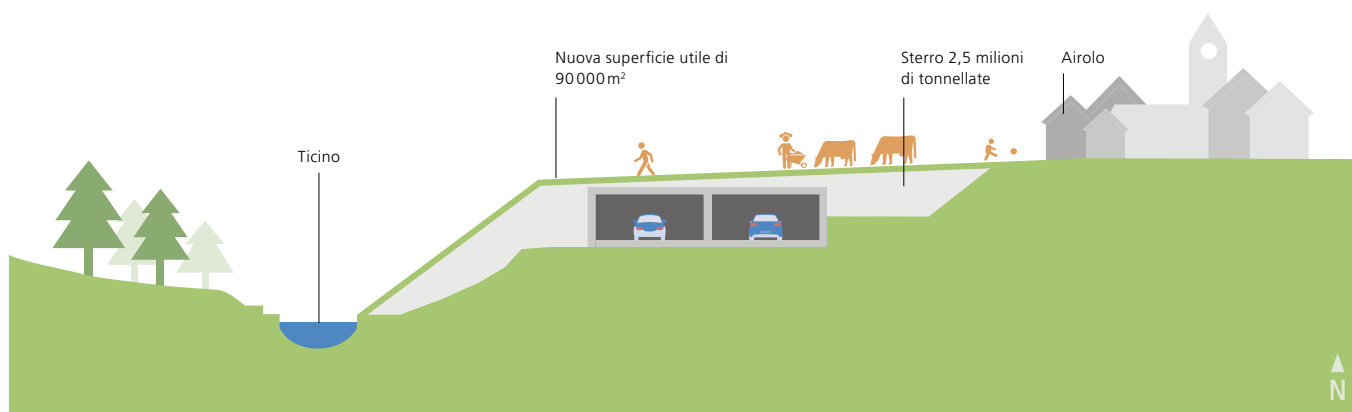 Nuova superficie utile di
90 000 m²
Sterro 2,5 milioni
di tonnellate
Airolo
Ticino
N